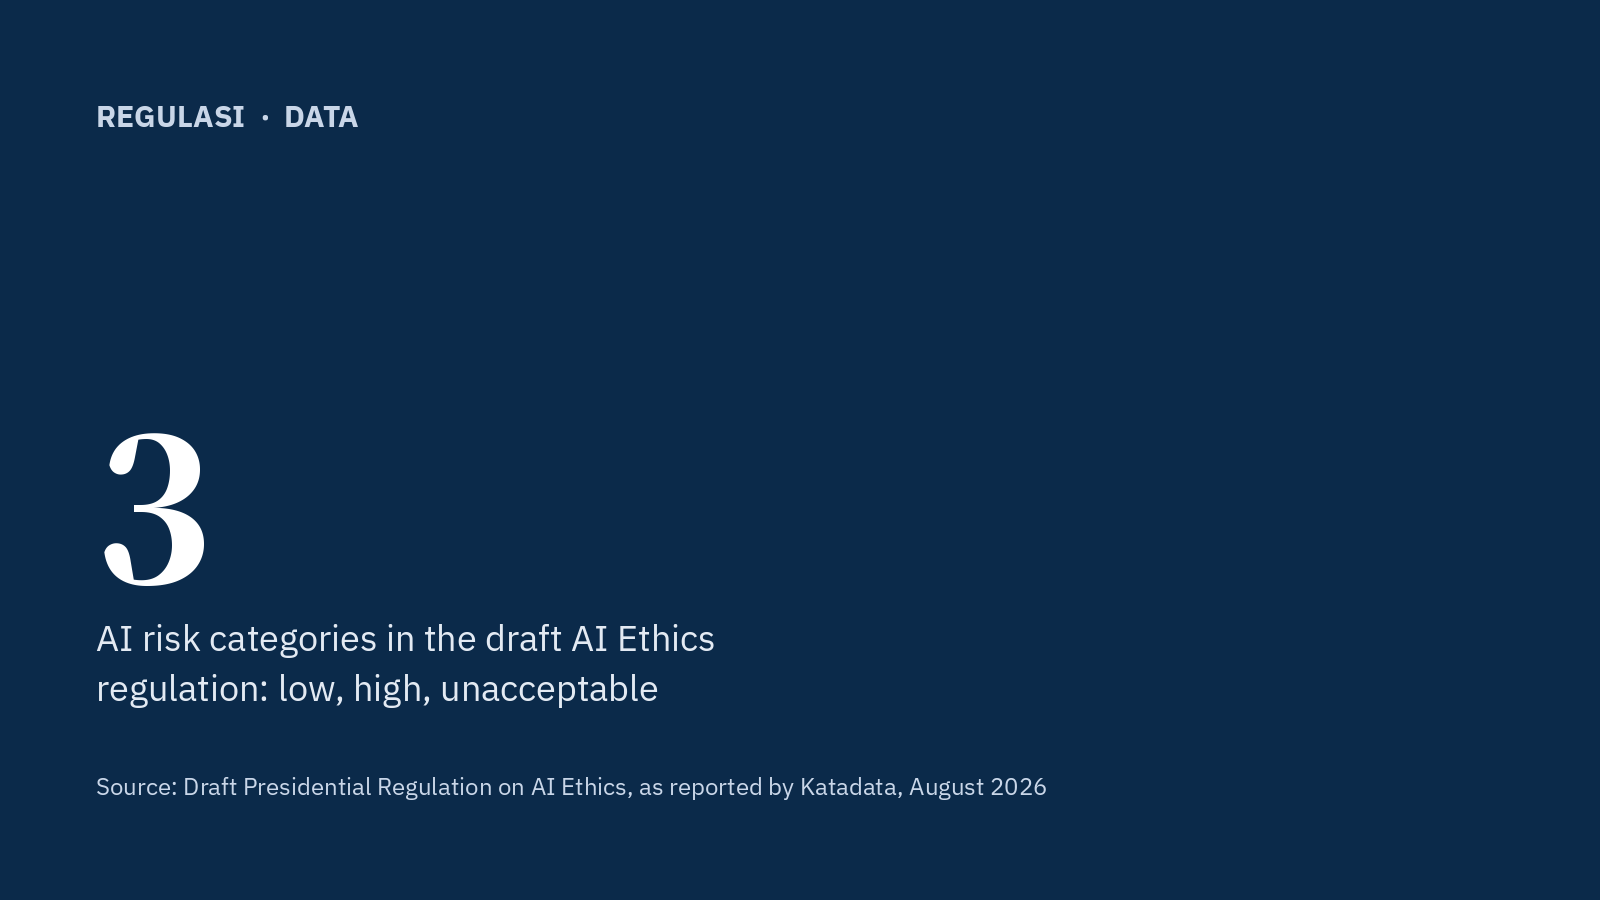 REGULASI · DATA
3
AI risk categories in the draft AI Ethics
regulation: low, high, unacceptable
Source: Draft Presidential Regulation on AI Ethics, as reported by Katadata, August 2026